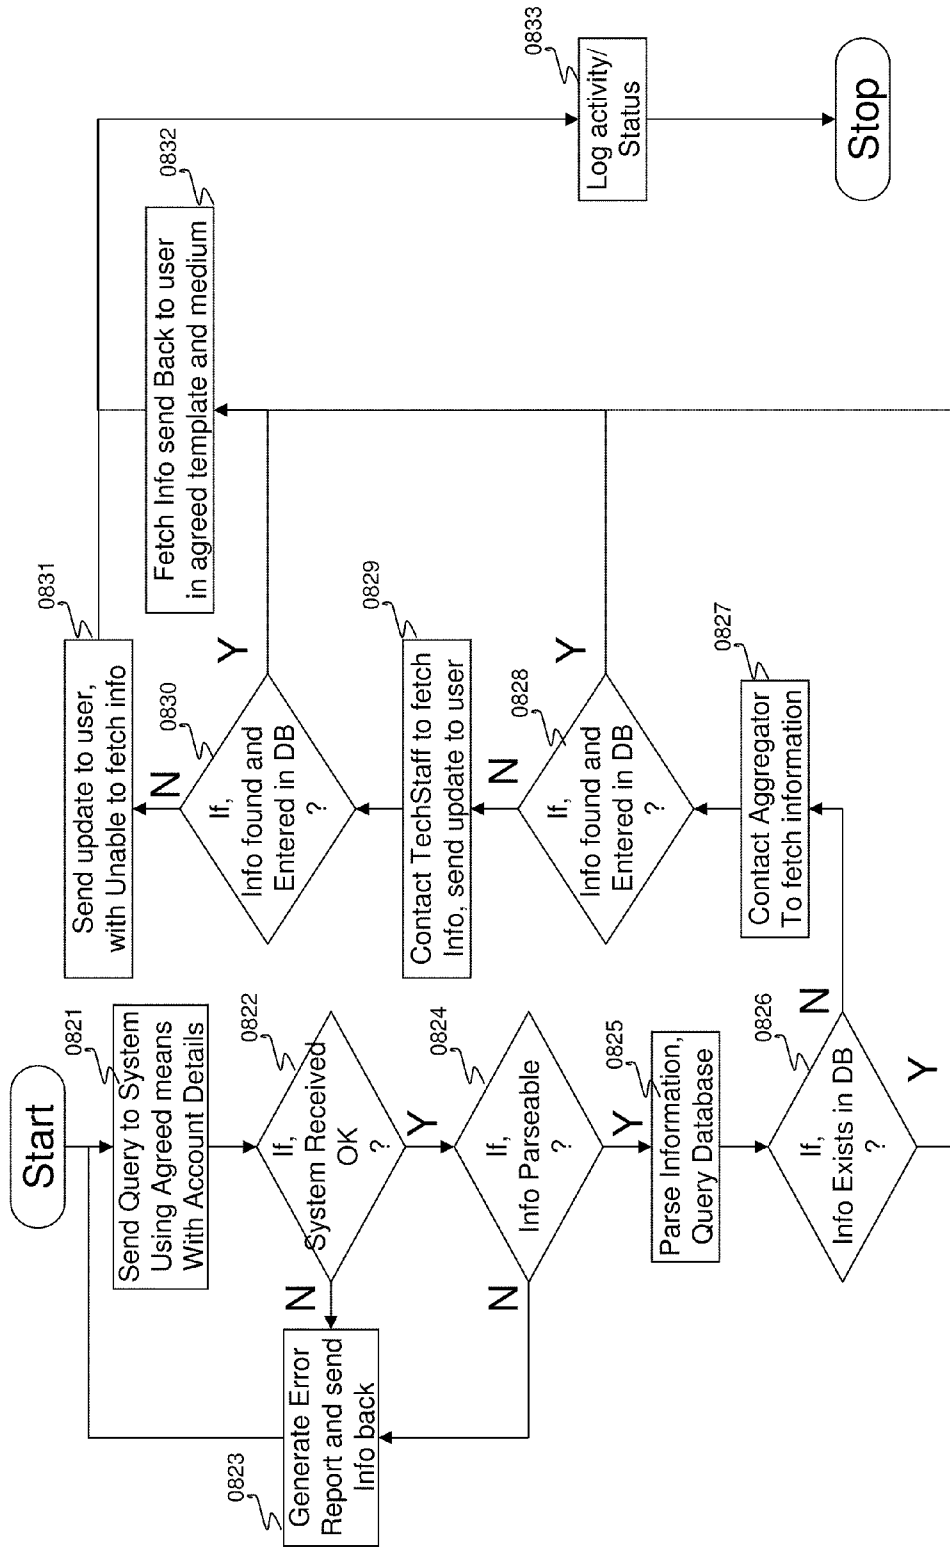 Start
0821
Send Query to System
Using Agreed means
With Account Details
0822
If,
System Received
OK
?
N
Y
0823
Generate Error
Report and send
Info back
0824
If,
Info Parseable
?
N
Y
0825
Parse Information,
Query Database
0826
If,
Info Exists in DB
?
N
Y
0827
Contact Aggregator
To fetch information
0828
If,
Info found and
Entered in DB
?
N
Y
0829
Contact TechStaff to fetch
Info, send update to user
0830
If,
Info found and
Entered in DB
?
N
Y
0831
Send update to user,
with Unable to fetch info
0832
Fetch Info send Back to user
in agreed template and medium
0833
Log activity/
Status
Stop